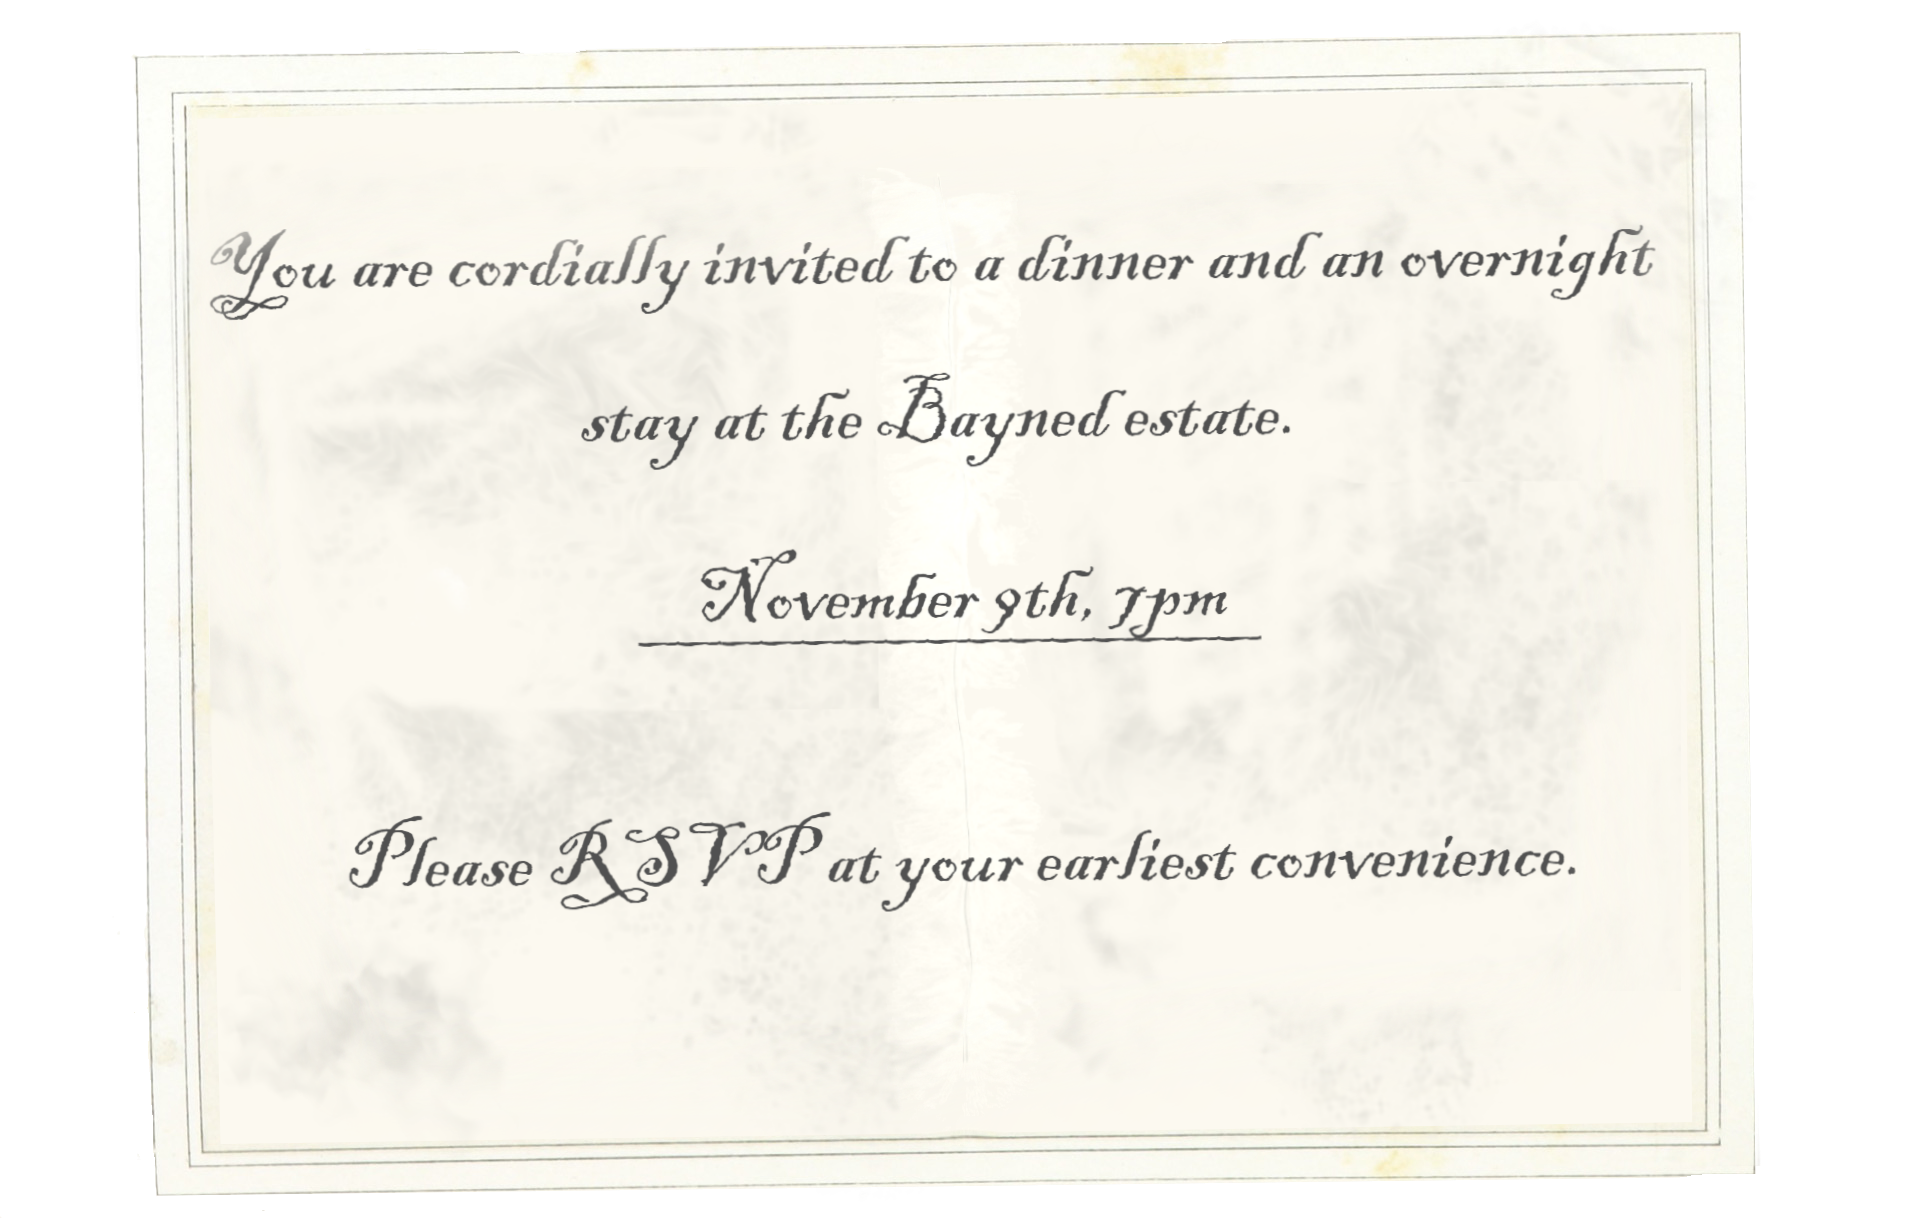 You are cordially invited to a dinner and an overnight
stay at the Bayned estate.
November 9th, 7pm
Please RSVP at your earliest convenience.